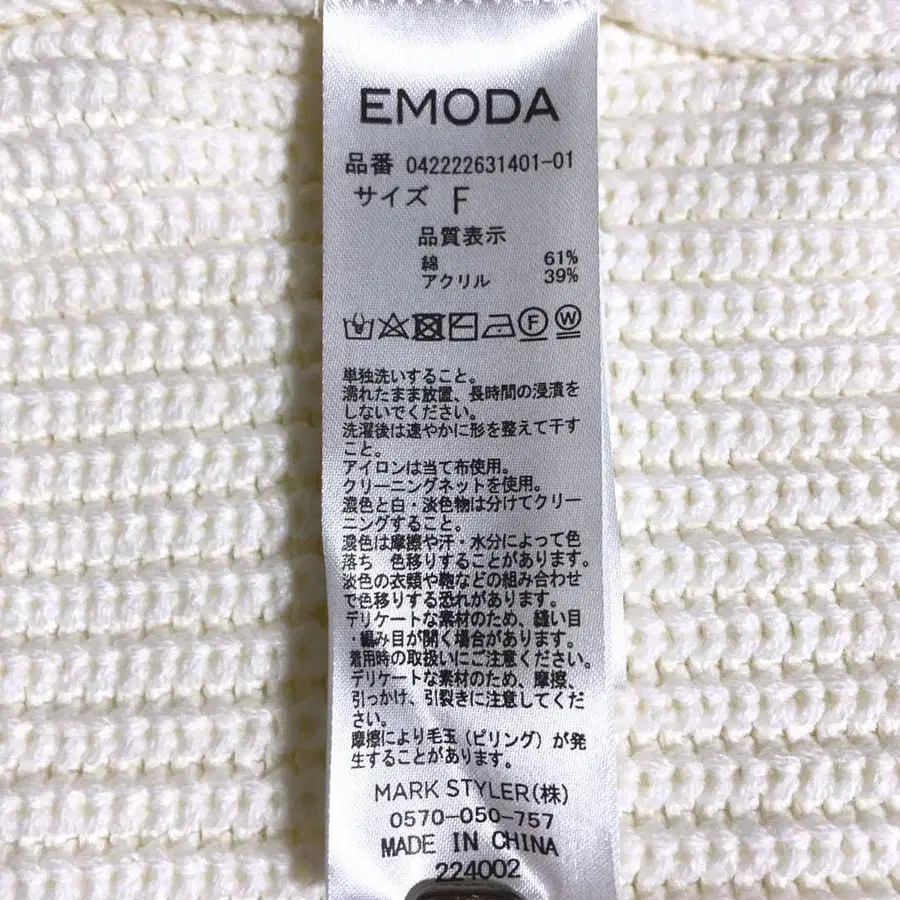 EMODA
品番 042222631401-01
サイズ F
品質表示
綿 61%
アクリル 39%
F W
単独洗いすること。
濡れたまま放置、長時間の浸漬を
しないでください。
洗濯後は速やかに形を整えて干す
こと。
アイロンは当て布使用。
クリーニングネットを使用。
濃色と白・淡色物は分けてクリー
ニングすること。
濃色は摩擦や汗・水分によって色
落ち 色移りすることがあります。
淡色の衣類や鞄などの組み合わせ
で色移りする恐れがあります。
デリケートな素材のため、縫い目
・編み目が開く場合があります。
着用時の取扱いにご注意ください。
デリケートな素材のため、摩擦、
引っかけ、引裂きに注意してくだ
さい。
摩擦により毛玉(ピリング)が発
生することがあります。
MARK STYLER(株)
0570-050-757
MADE IN CHINA
224002